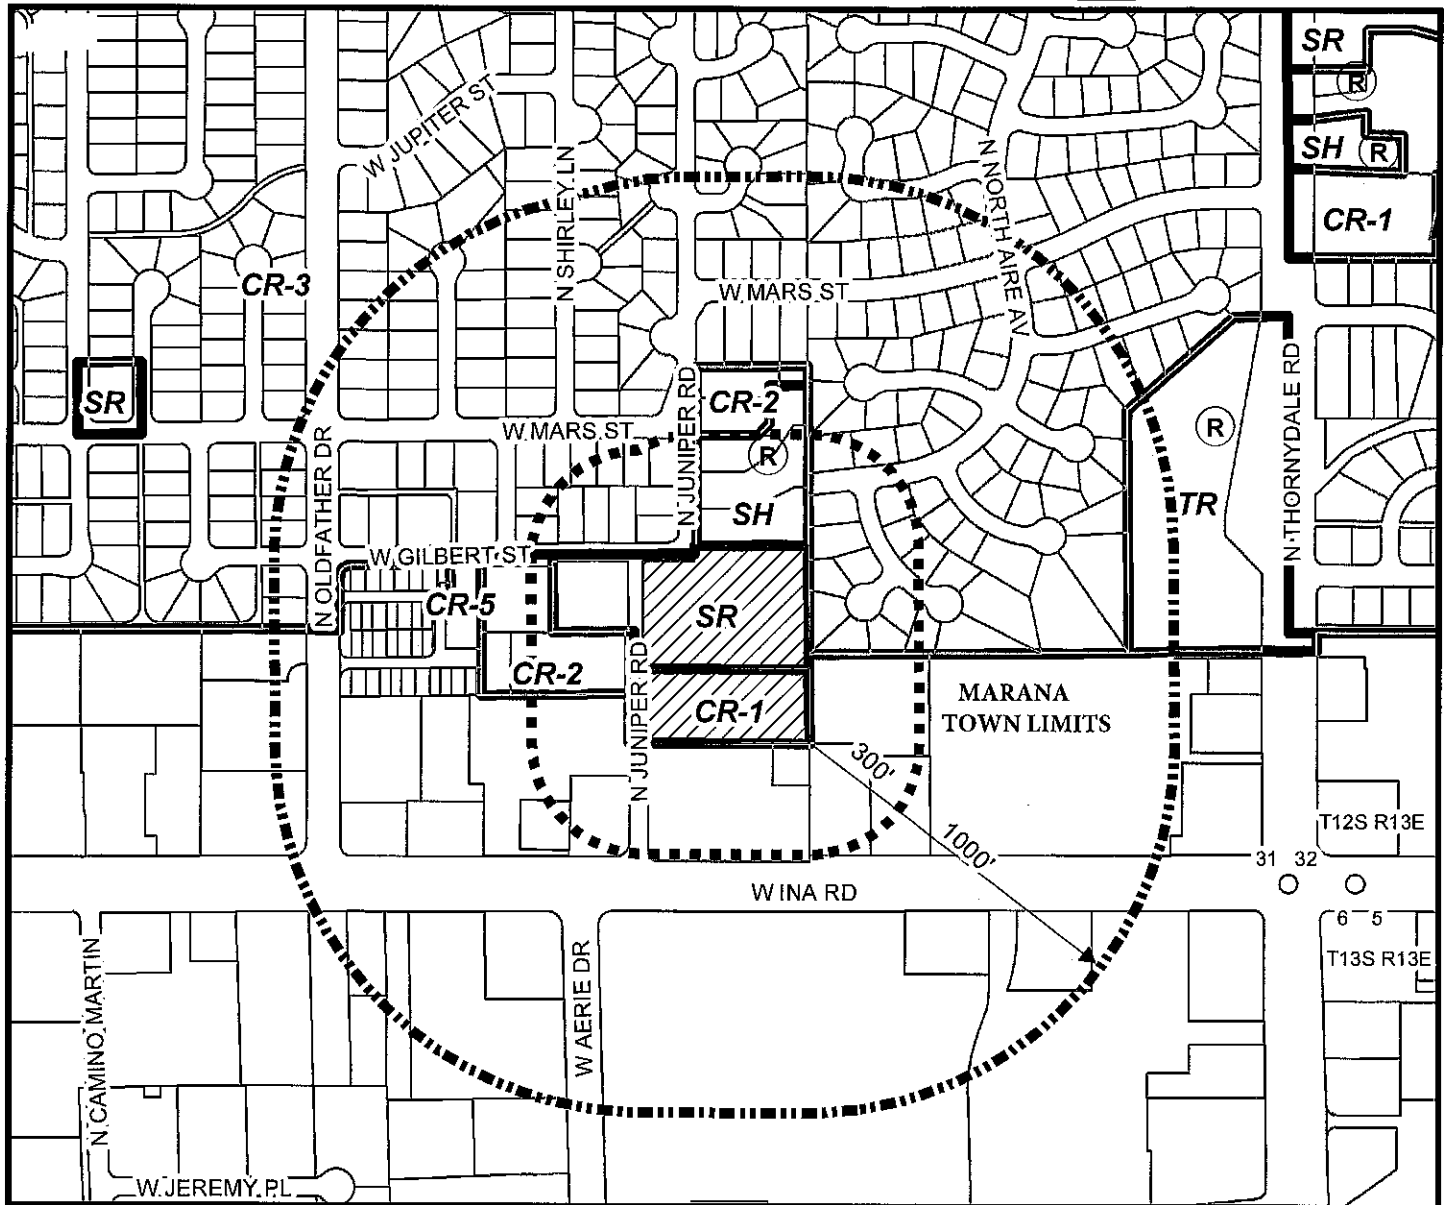 SR
R
SH
R
CR-1
W JUPITER ST
N SHIRLEY LN
N NORTH AIRE AV
CR-3
W MARS ST
SR
N OLDFATHER DR
W MARS ST
N JUNIPER RD
CR-2
R
SH
R
TR
N THORNYDALE RD
W GILBERT ST
CR-5
SR
CR-2
N JUNIPER RD
CR-1
MARANA
TOWN LIMITS
300'
1000'
T12S R13E
31 32
W INA RD
6 5
T13S R13E
N CAMINO MARTIN
W AERIE DR
W JEREMY PL